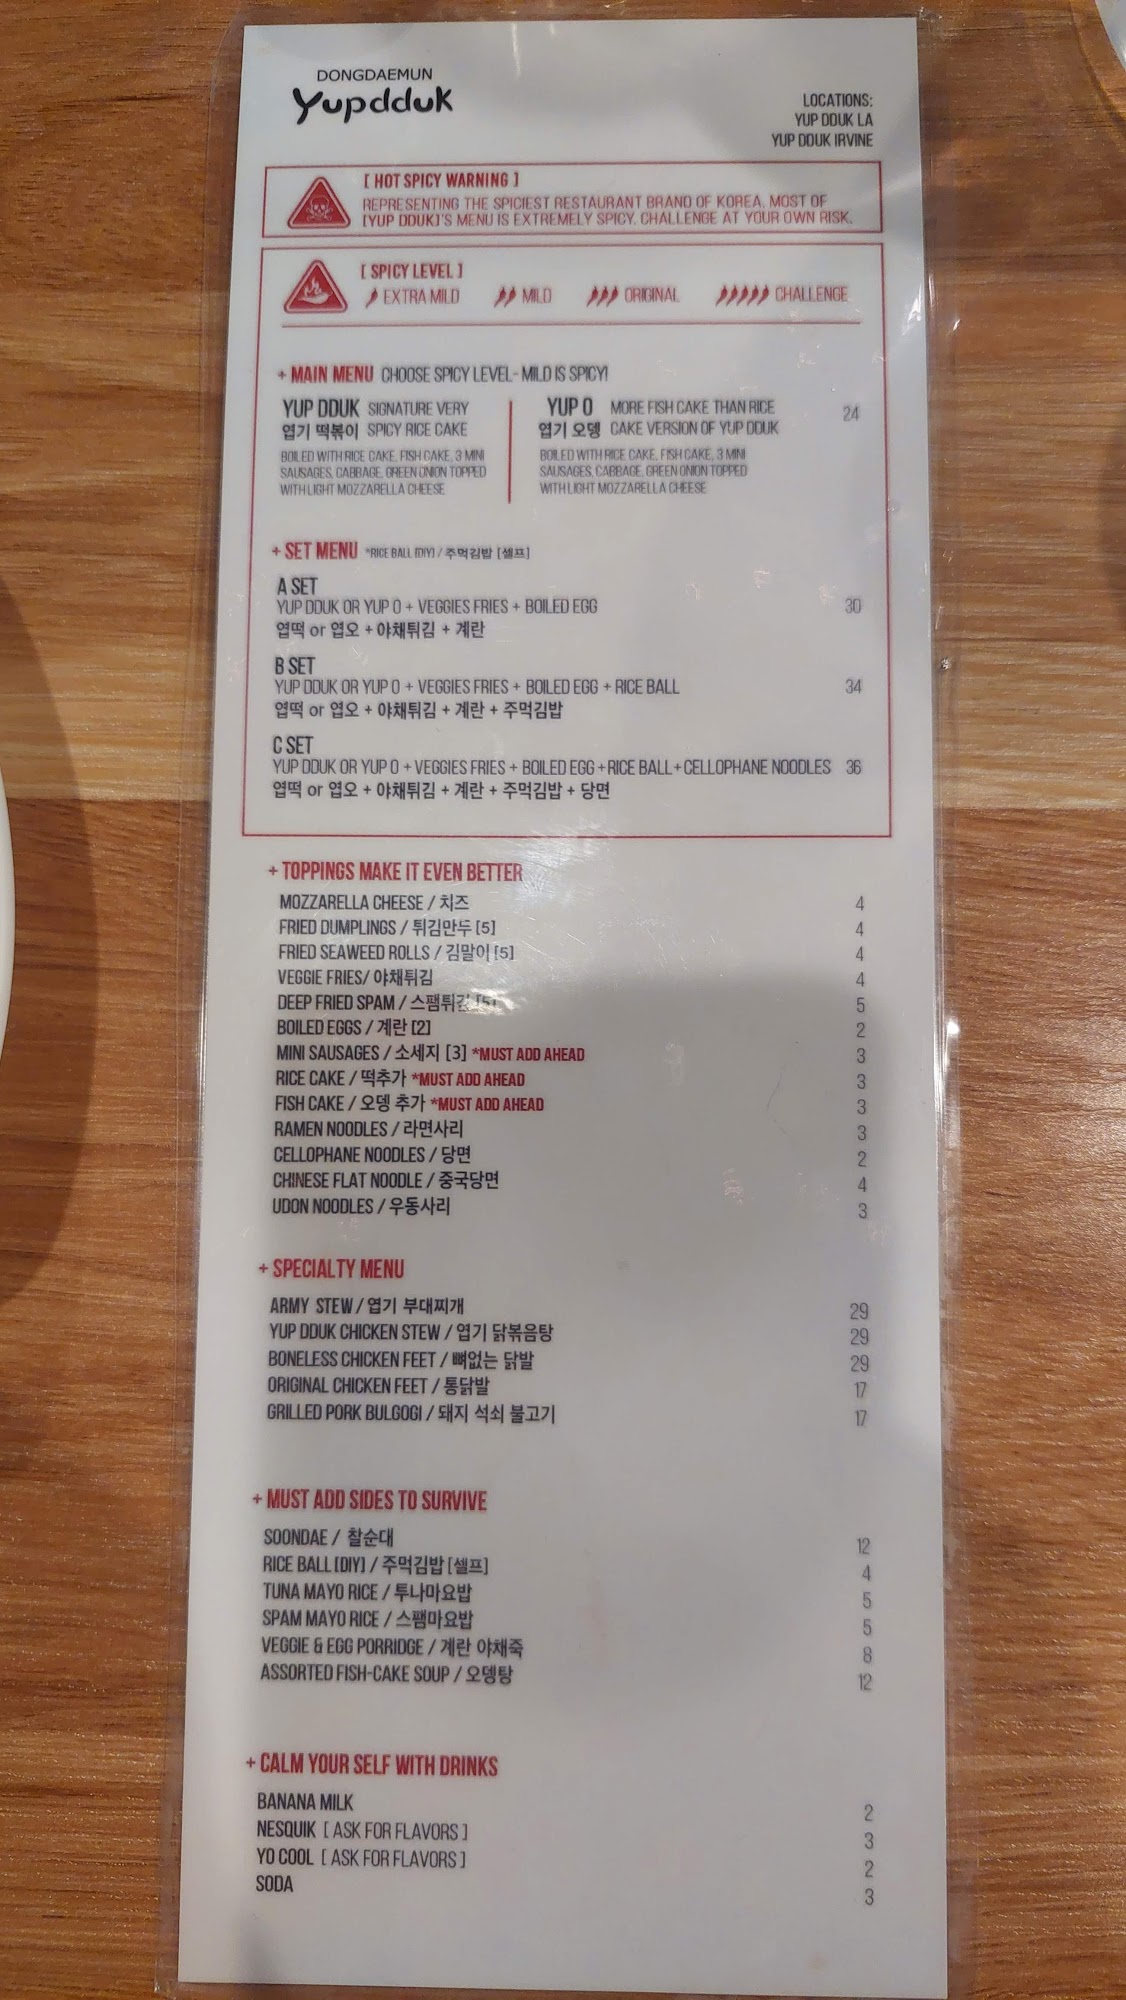 DONGDAEMUN
Yupdduk
LOCATIONS:
YUP DDUK LA
YUP DDUK IRVINE
[ HOT SPICY WARNING ]
REPRESENTING THE SPICIEST RESTAURANT BRAND OF KOREA. MOST OF
[YUP DDUK]'S MENU IS EXTREMELY SPICY. CHALLENGE AT YOUR OWN RISK.
[ SPICY LEVEL ]
EXTRA MILD MILD ORIGINAL CHALLENGE
+ MAIN MENU CHOOSE SPICY LEVEL- MILD IS SPICY!
YUP DDUK SIGNATURE VERY
엽기 떡볶이 SPICY RICE CAKE
BOILED WITH RICE CAKE, FISH CAKE, 3 MINI
SAUSAGES, CABBAGE, GREEN ONION TOPPED
WITH LIGHT MOZZARELLA CHEESE
YUP O MORE FISH CAKE THAN RICE 24
엽기 오뎅 CAKE VERSION OF YUP DDUK
BOILED WITH RICE CAKE, FISH CAKE, 3 MINI
SAUSAGES, CABBAGE, GREEN ONION TOPPED
WITH LIGHT MOZZARELLA CHEESE
+ SET MENU *RICE BALL [DIY] / 주먹김밥 [셀프]
A SET
YUP DDUK OR YUP O + VEGGIES FRIES + BOILED EGG 30
엽떡 or 엽오 + 야채튀김 + 계란
B SET
YUP DDUK OR YUP O + VEGGIES FRIES + BOILED EGG + RICE BALL 34
엽떡 or 엽오 + 야채튀김 + 계란 + 주먹김밥
C SET
YUP DDUK OR YUP O + VEGGIES FRIES + BOILED EGG + RICE BALL + CELLOPHANE NOODLES 36
엽떡 or 엽오 + 야채튀김 + 계란 + 주먹김밥 + 당면
+ TOPPINGS MAKE IT EVEN BETTER
MOZZARELLA CHEESE / 치즈 4
FRIED DUMPLINGS / 튀김만두 [5] 4
FRIED SEAWEED ROLLS / 김말이 [5] 4
VEGGIE FRIES/ 야채튀김 4
DEEP FRIED SPAM / 스팸튀김 [5] 5
BOILED EGGS / 계란 [2] 2
MINI SAUSAGES / 소세지 [3] *MUST ADD AHEAD 3
RICE CAKE / 떡추가 *MUST ADD AHEAD 3
FISH CAKE / 오뎅 추가 *MUST ADD AHEAD 3
RAMEN NOODLES / 라면사리 3
CELLOPHANE NOODLES / 당면 2
CHINESE FLAT NOODLE / 중국당면 4
UDON NOODLES / 우동사리 3
+ SPECIALTY MENU
ARMY STEW / 엽기 부대찌개 29
YUP DDUK CHICKEN STEW / 엽기 닭볶음탕 29
BONELESS CHICKEN FEET / 뼈없는 닭발 29
ORIGINAL CHICKEN FEET / 통닭발 17
GRILLED PORK BULGOGI / 돼지 석쇠 불고기 17
+ MUST ADD SIDES TO SURVIVE
SOONDAE / 찰순대 12
RICE BALL [DIY] / 주먹김밥 [셀프] 4
TUNA MAYO RICE / 투나마요밥 5
SPAM MAYO RICE / 스팸마요밥 5
VEGGIE & EGG PORRIDGE / 계란 야채죽 8
ASSORTED FISH-CAKE SOUP / 오뎅탕 12
+ CALM YOUR SELF WITH DRINKS
BANANA MILK 2
NESQUIK [ ASK FOR FLAVORS ] 3
YO COOL [ ASK FOR FLAVORS ] 2
SODA 3